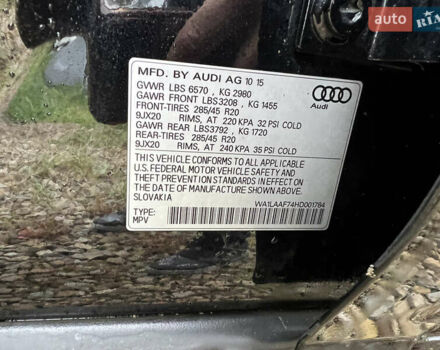 auto
RIA
MFD. BY AUDI AG 10 15
GVWR LBS 6570 , KG 2980
GAWR FRONT LBS3208 , KG 1455
FRONT-TIRES 285/45 R20
9JX20 RIMS, AT 220 KPA 32 PSI COLD
GAWR REAR LBS3792 , KG 1720
REAR-TIRES 285/45 R20
9JX20 RIMS, AT 240 KPA 35 PSI COLD
THIS VEHICLE CONFORMS TO ALL APPLICABLE
U.S. FEDERAL MOTOR VEHICLE SAFETY AND
THEFT PREVENTION STANDARDS IN EFFECT ON
THE DATE OF MANUFACTURE SHOWN ABOVE.
SLOVAKIA
WA1LAAF74HD001784
TYPE:
MPV
Audi